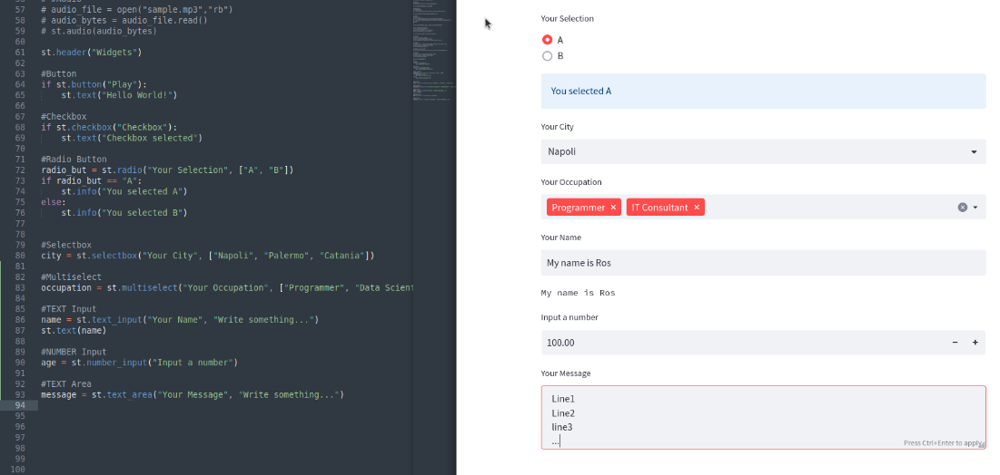 57 # audio_file = open("sample.mp3","rb")
58 # audio_bytes = audio_file.read()
59 # st.audio(audio_bytes)
60
61 st.header("Widgets")
62
63 #Button
64 if st.button("Play"):
65 st.text("Hello World!")
66
67 #Checkbox
68 if st.checkbox("Checkbox"):
69 st.text("Checkbox selected")
70
71 #Radio Button
72 radio_but = st.radio("Your Selection", ["A", "B"])
73 if radio_but == "A":
74 st.info("You selected A")
75 else:
76 st.info("You selected B")
77
78
79 #Selectbox
80 city = st.selectbox("Your City", ["Napoli", "Palermo", "Catania"])
81
82 #Multiselect
83 occupation = st.multiselect("Your Occupation", ["Programmer", "Data Scient
84
85 #TEXT Input
86 name = st.text_input("Your Name", "Write something...")
87 st.text(name)
88
89 #NUMBER Input
90 age = st.number_input("Input a number")
91
92 #TEXT Area
93 message = st.text_area("Your Message", "Write something...")
94
95
96
97
98
99
100
Your Selection
A
B
You selected A
Your City
Napoli
Your Occupation
Programmer × IT Consultant ×
Your Name
My name is Ros
My name is Ros
Input a number
100.00 − +
Your Message
Line1
Line2
line3
...
Press Ctrl+Enter to apply